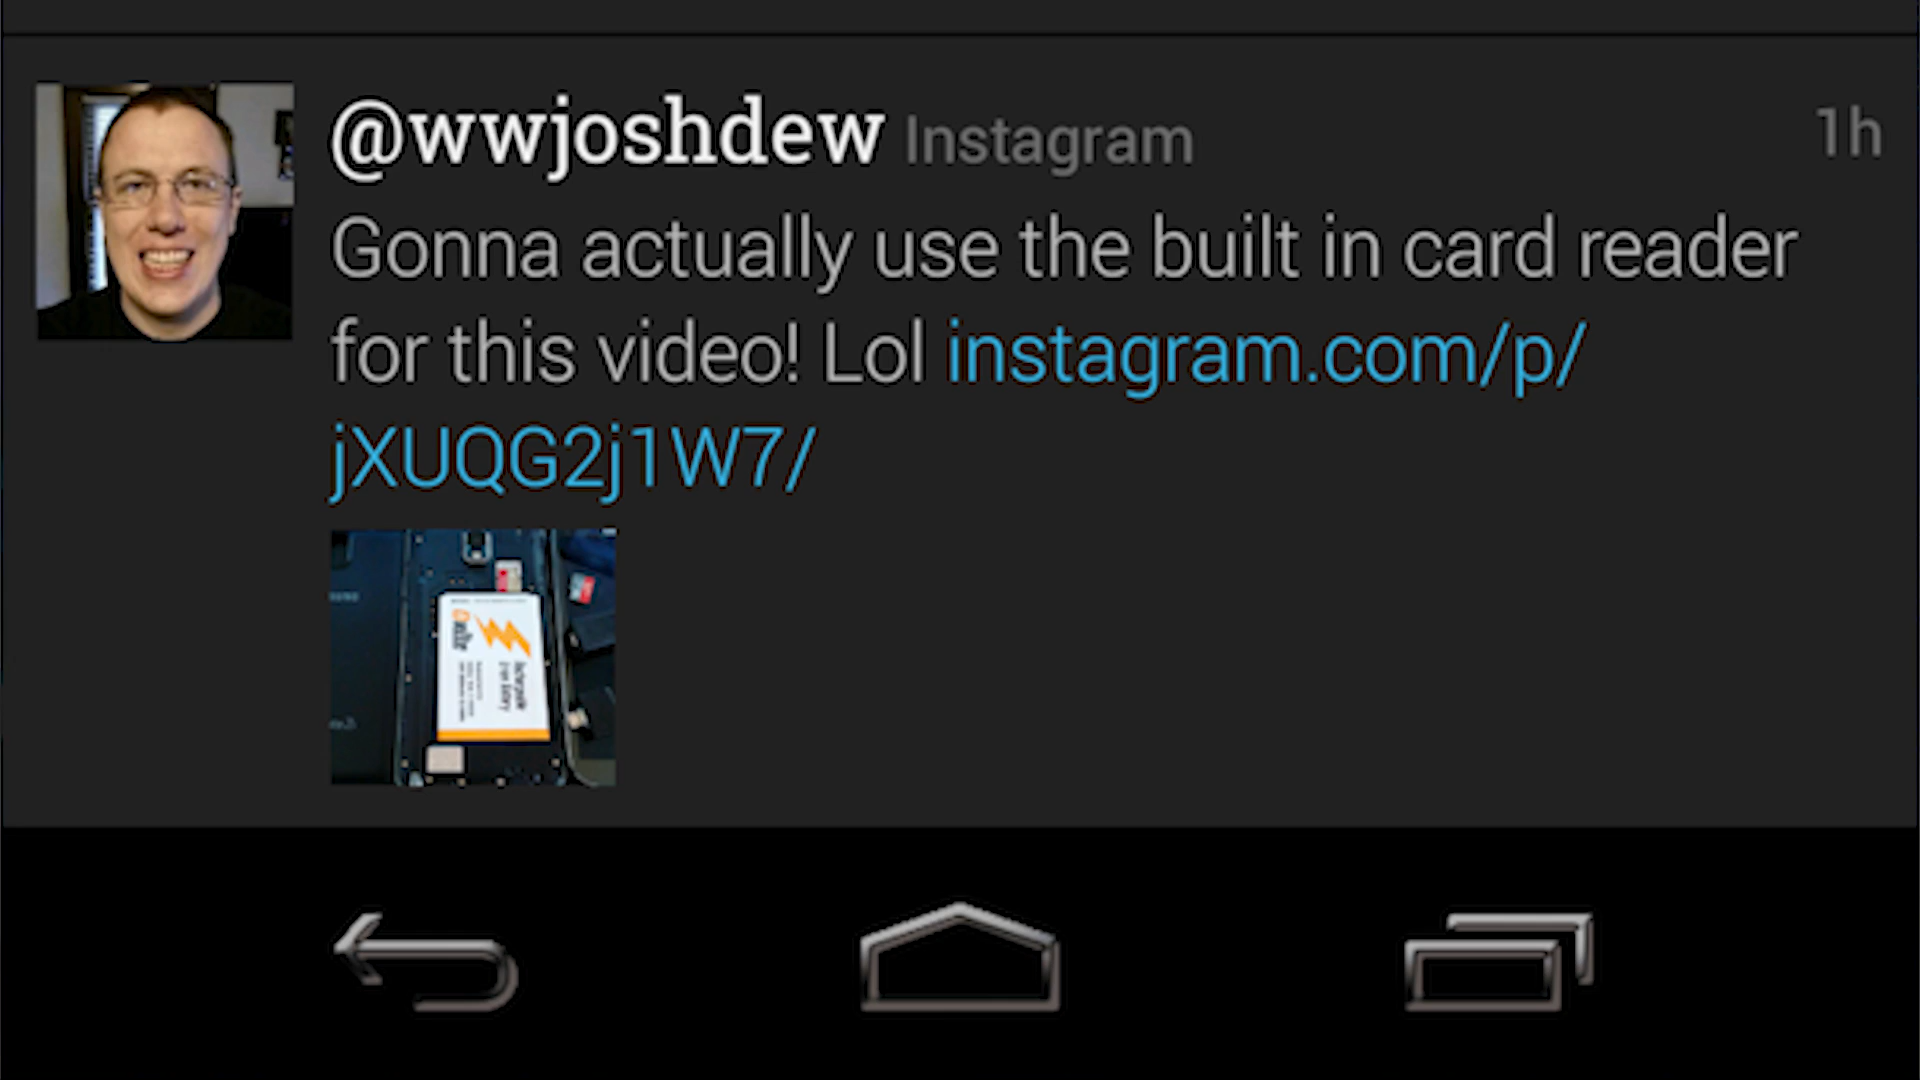 @wwjoshdew Instagram 1h
Gonna actually use the built in card reader
for this video! Lol instagram.com/p/
jXUQG2j1W7/